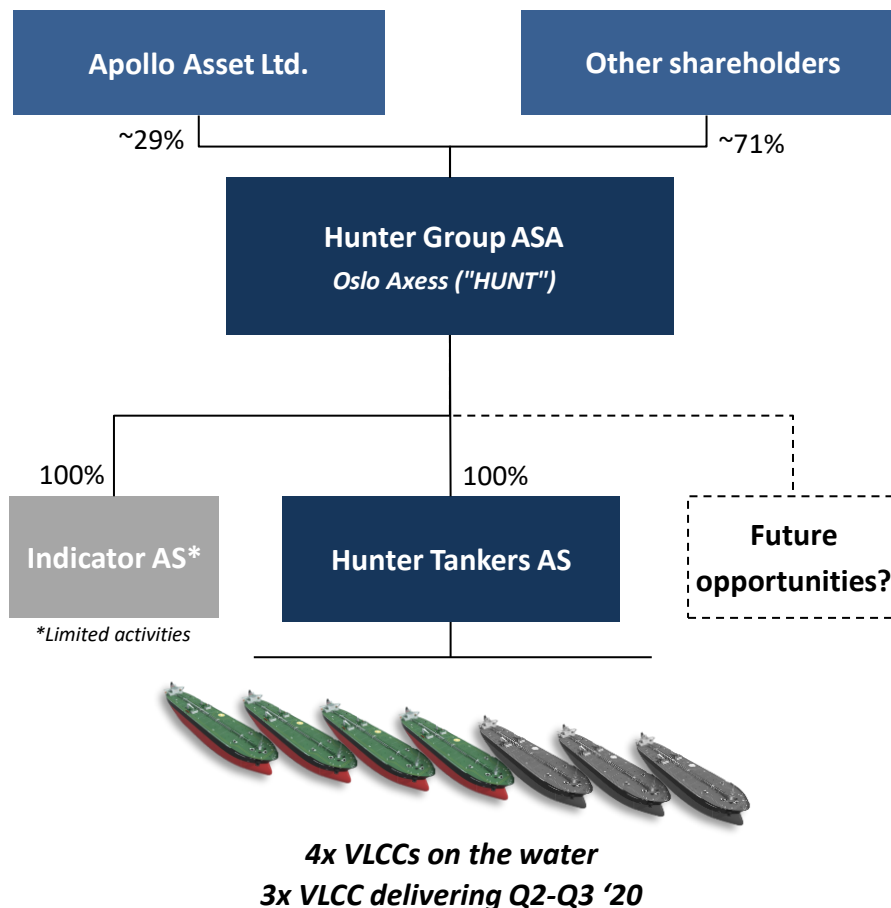 Apollo Asset Ltd.
Other shareholders
~29%
~71%
Hunter Group ASA
Oslo Axess ("HUNT")
100%
100%
Indicator AS*
Hunter Tankers AS
Future
opportunities?
*Limited activities
4x VLCCs on the water
3x VLCC delivering Q2-Q3 ‘20